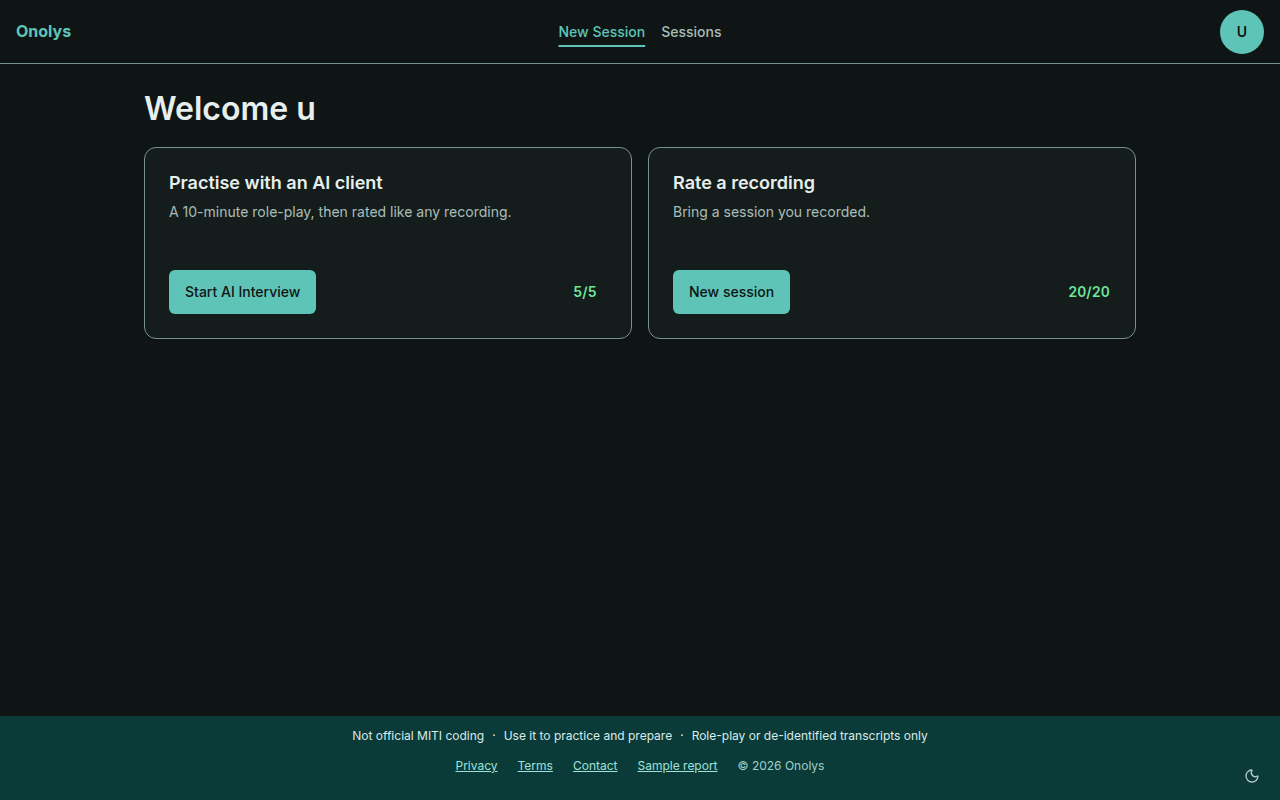 Onolys
New Session
Sessions
U
Welcome u
Practise with an AI client
A 10-minute role-play, then rated like any recording.
Start AI Interview
5/5
Rate a recording
Bring a session you recorded.
New session
20/20
Not official MITI coding · Use it to practice and prepare · Role-play or de-identified transcripts only
Privacy Terms Contact Sample report © 2026 Onolys